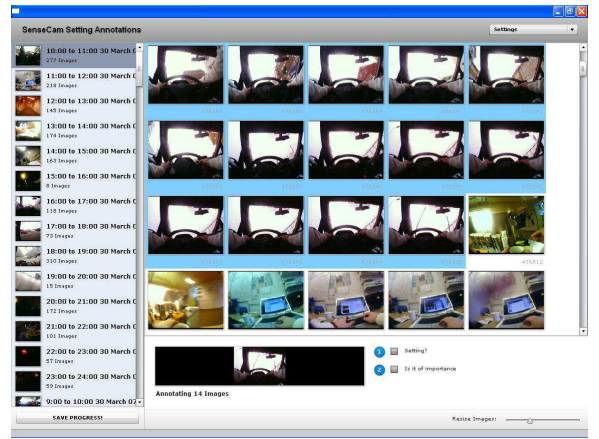 SenseCam Setting Annotations
Settings
10:00 to 11:00 30 March 0
277 Images
11:00 to 12:00 30 March 0
218 Images
12:00 to 13:00 30 March 0
145 Images
13:00 to 14:00 30 March 0
174 Images
14:00 to 15:00 30 March 0
163 Images
15:00 to 16:00 30 March 0
8 Images
16:00 to 17:00 30 March 0
118 Images
17:00 to 18:00 30 March 0
73 Images
18:00 to 19:00 30 March 0
310 Images
19:00 to 20:00 30 March 0
15 Images
20:00 to 21:00 30 March 0
172 Images
21:00 to 22:00 30 March 0
101 Images
22:00 to 23:00 30 March 0
57 Images
23:00 to 24:00 30 March 0
59 Images
9:00 to 10:00 30 March 07
SAVE PROGRESS!
476512
1 Setting?
2 Is it of importance
Annotating 14 Images
Resize Images: